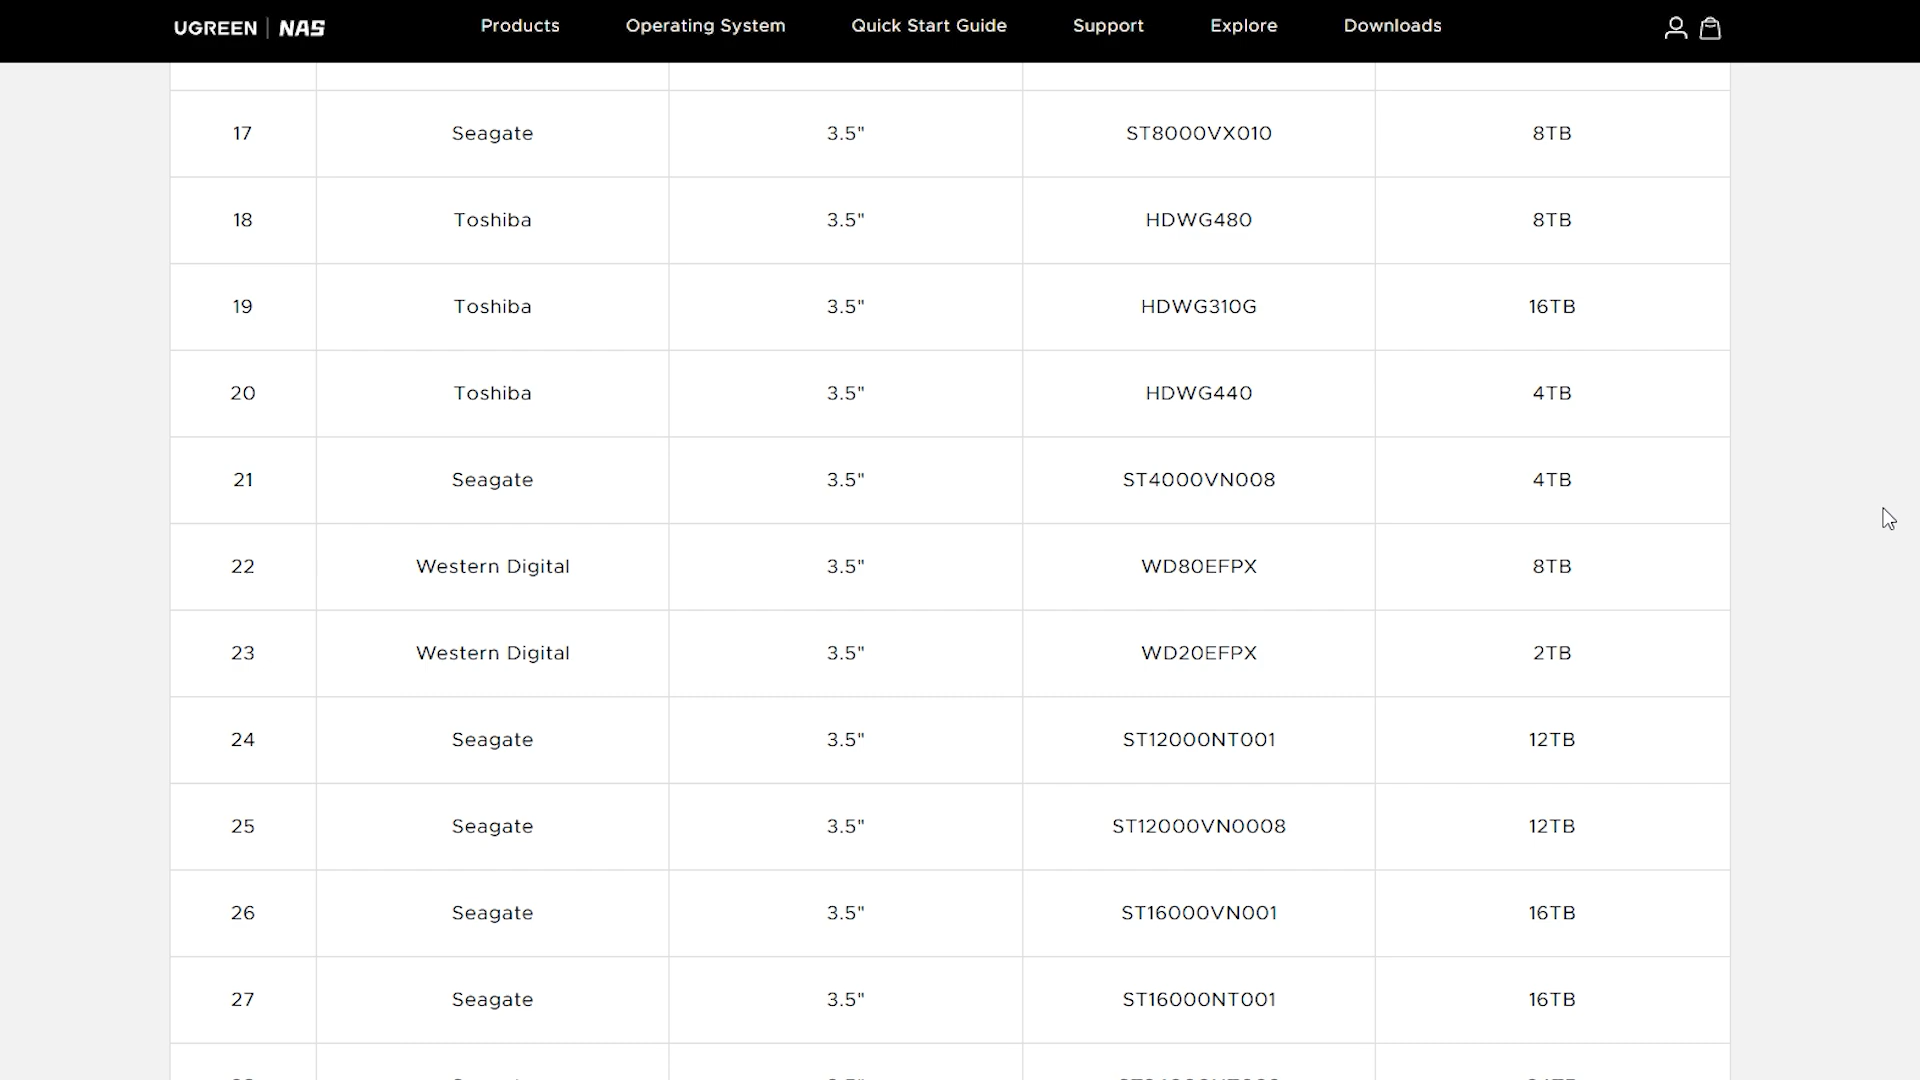 UGREEN | NAS Products Operating System Quick Start Guide Support Explore Downloads
17 Seagate 3.5" ST8000VX010 8TB
18 Toshiba 3.5" HDWG480 8TB
19 Toshiba 3.5" HDWG31OG 16TB
20 Toshiba 3.5" HDWG440 4TB
21 Seagate 3.5" ST4000VN008 4TB
22 Western Digital 3.5" WD80EFPX 8TB
23 Western Digital 3.5" WD20EFPX 2TB
24 Seagate 3.5" ST12000NT001 12TB
25 Seagate 3.5" ST12000VN0008 12TB
26 Seagate 3.5" ST16000VN001 16TB
27 Seagate 3.5" ST16000NT001 16TB